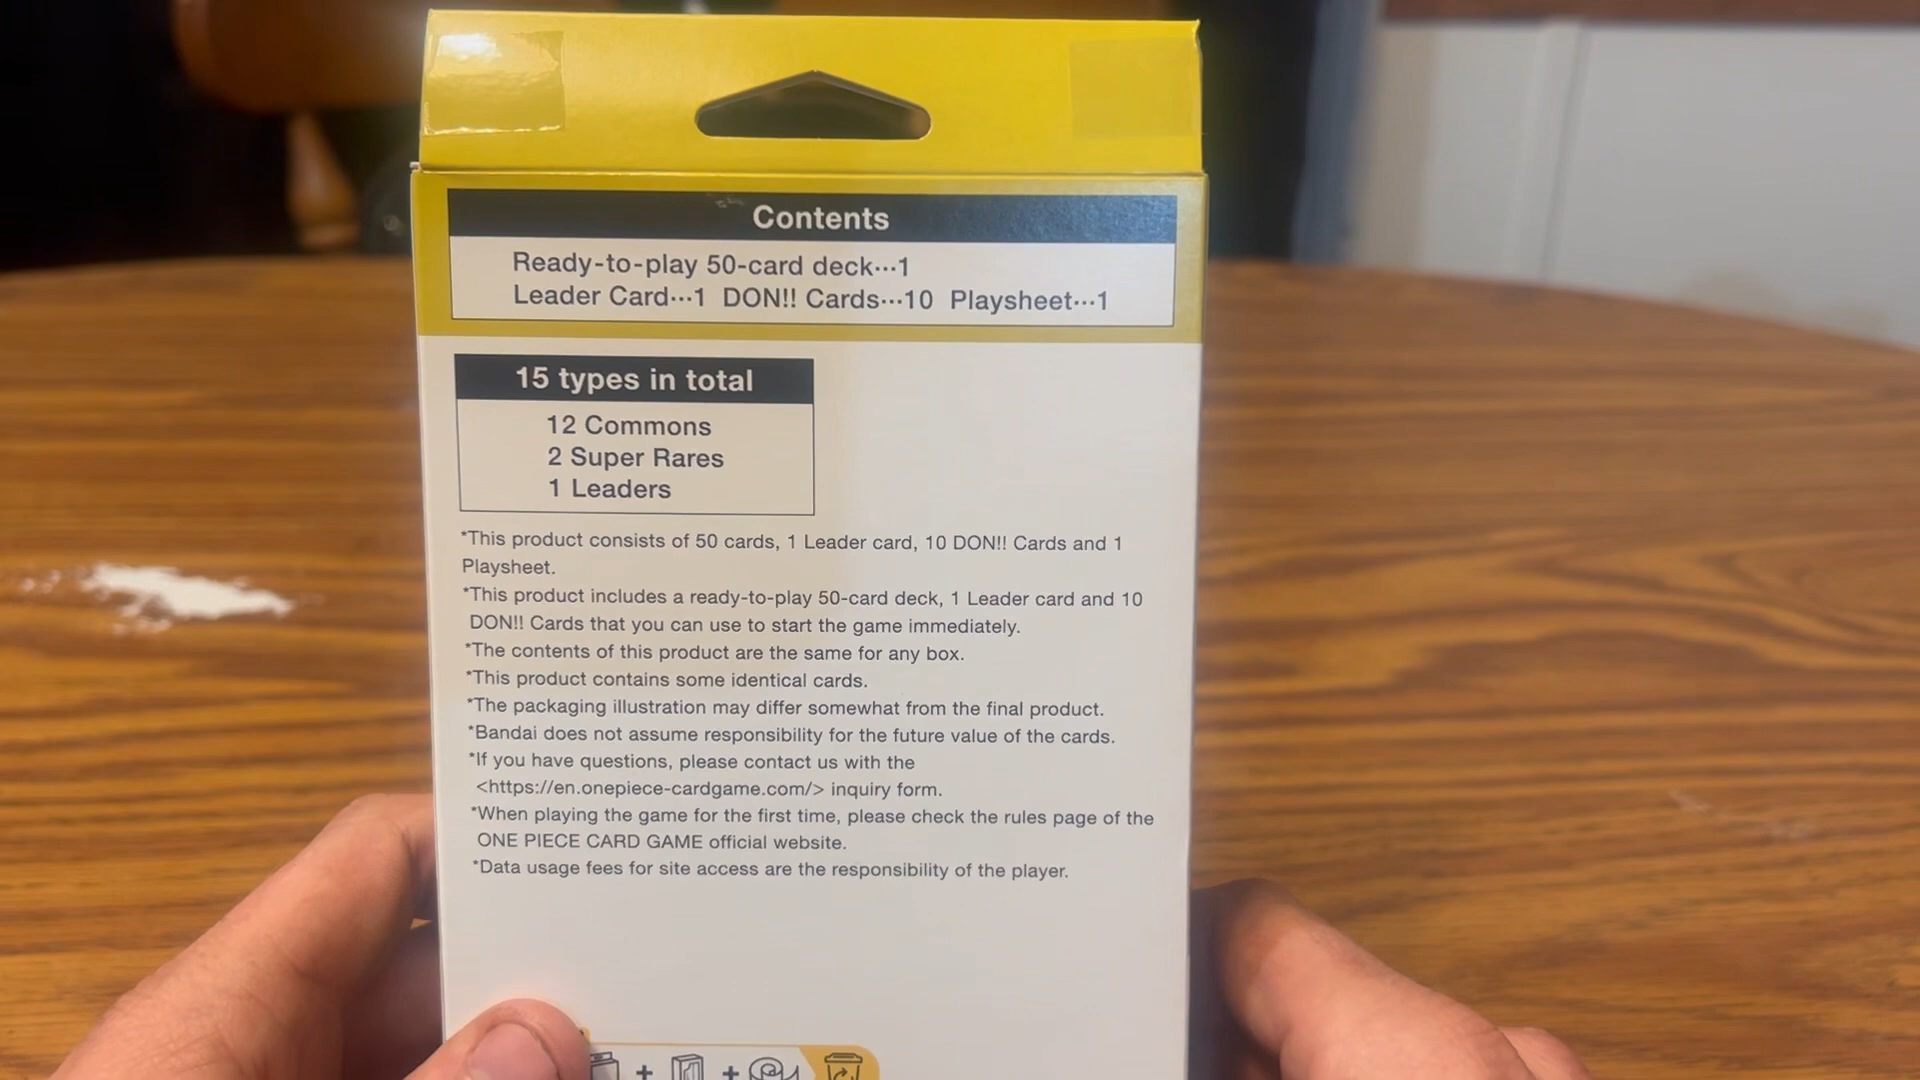 Contents
Ready-to-play 50-card deck···1
Leader Card···1 DON!! Cards···10 Playsheet···1
15 types in total
12 Commons
2 Super Rares
1 Leaders
*This product consists of 50 cards, 1 Leader card, 10 DON!! Cards and 1
Playsheet.
*This product includes a ready-to-play 50-card deck, 1 Leader card and 10
DON!! Cards that you can use to start the game immediately.
*The contents of this product are the same for any box.
*This product contains some identical cards.
*The packaging illustration may differ somewhat from the final product.
*Bandai does not assume responsibility for the future value of the cards.
*If you have questions, please contact us with the
<https://en.onepiece-cardgame.com/> inquiry form.
*When playing the game for the first time, please check the rules page of the
ONE PIECE CARD GAME official website.
*Data usage fees for site access are the responsibility of the player.
+ +